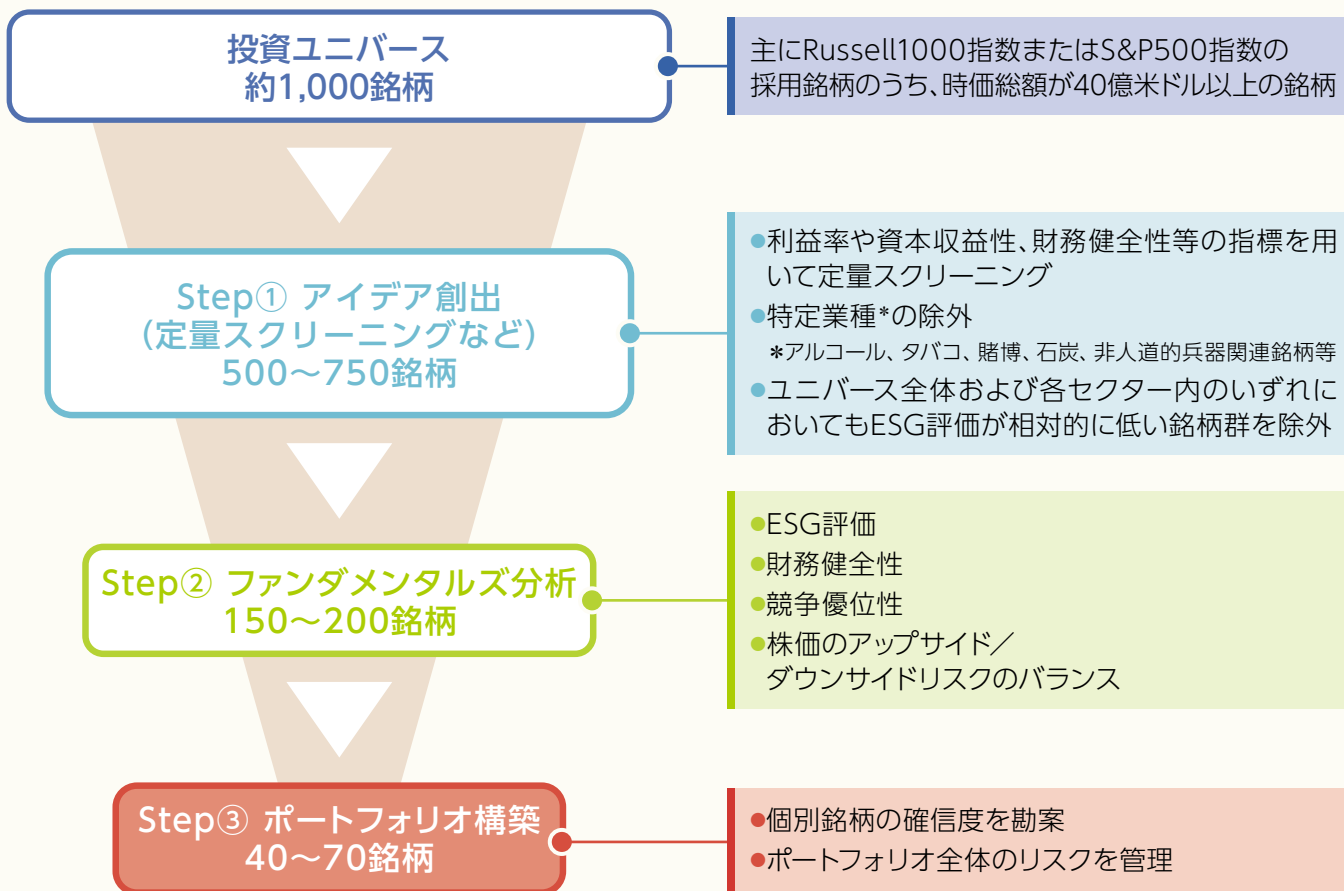 投資ユニバース
約1,000銘柄
主にRussell1000指数またはS&P500指数の
採用銘柄のうち、時価総額が40億米ドル以上の銘柄
Step① アイデア創出
(定量スクリーニングなど)
500〜750銘柄
●利益率や資本収益性、財務健全性等の指標を用
いて定量スクリーニング
●特定業種*の除外
*アルコール、タバコ、賭博、石炭、非人道的兵器関連銘柄等
●ユニバース全体および各セクター内のいずれに
おいてもESG評価が相対的に低い銘柄群を除外
Step② ファンダメンタルズ分析
150〜200銘柄
●ESG評価
●財務健全性
●競争優位性
●株価のアップサイド／
ダウンサイドリスクのバランス
Step③ ポートフォリオ構築
40〜70銘柄
●個別銘柄の確信度を勘案
●ポートフォリオ全体のリスクを管理